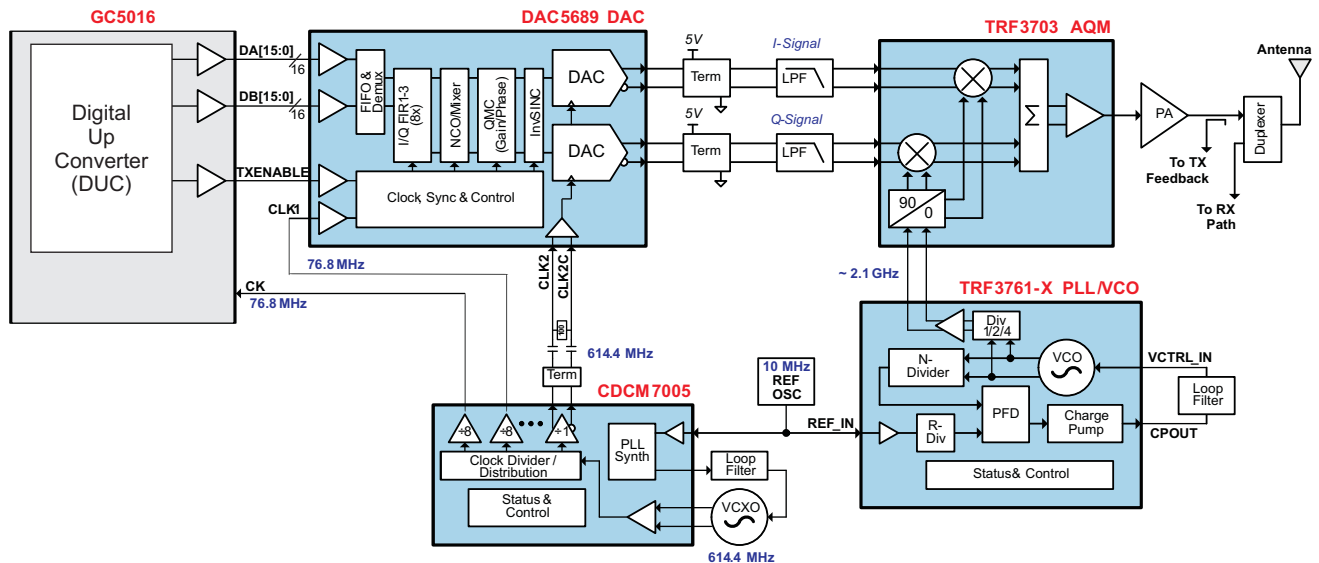 GC5016
Digital
Up
Converter
(DUC)
DA[15:0]
16
DB[15:0]
16
TXENABLE
CLK1
CK
76.8 MHz
76.8 MHz
DAC5689 DAC
FIFO &
Demux
I/Q FIR1-3
(8x)
NCO/Mixer
QMC
(Gain/Phase)
InvSINC
DAC
DAC
Clock, Sync & Control
CLK2
CLK2C
100
614.4 MHz
Term
5V
Term
I-Signal
LPF
5V
Term
Q-Signal
LPF
TRF3703 AQM
Σ
90
0
PA
Antenna
Duplexer
To TX
Feedback
To RX
Path
~ 2.1 GHz
TRF3761-X PLL/VCO
Div
1/2/4
N-
Divider
VCO
VCTRL_IN
Loop
Filter
CPOUT
PFD
Charge
Pump
R-
Div
Status& Control
REF_IN
10 MHz
REF
OSC
CDCM7005
÷8
÷8
÷1
PLL
Synth
Clock Divider /
Distribution
Status &
Control
Loop
Filter
VCXO
614.4 MHz